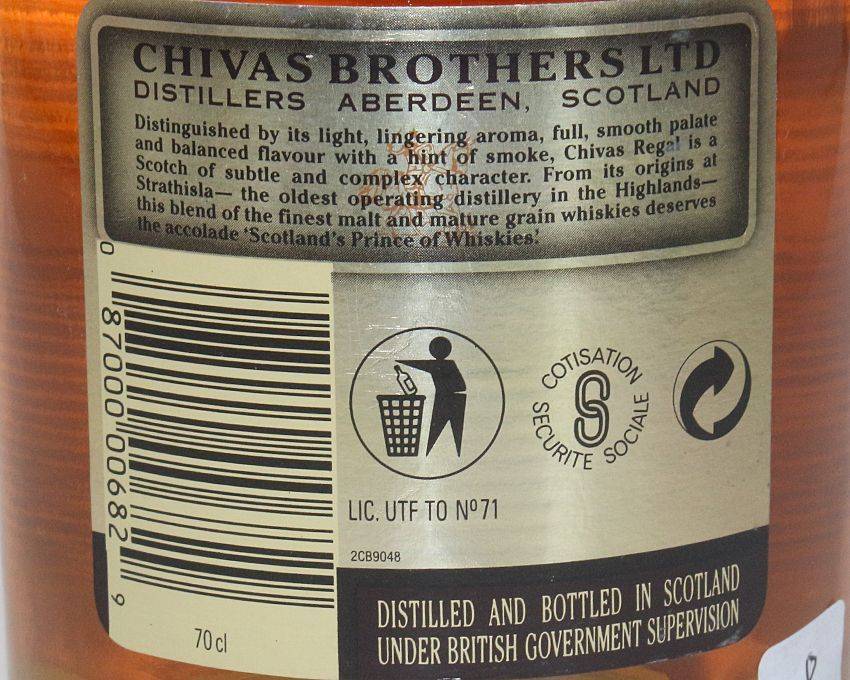 CHIVAS BROTHERS LTD
DISTILLERS ABERDEEN, SCOTLAND
Distinguished by its light, lingering aroma, full, smooth palate
and balanced flavour with a hint of smoke, Chivas Regal is a
Scotch of subtle and complex character. From its origins at
Strathisla— the oldest operating distillery in the Highlands—
this blend of the finest malt and mature grain whiskies deserves
the accolade ‘Scotland's Prince of Whiskies’.
0 87000 00682 9
COTISATION
SECURITE SOCIALE
LIC. UTF TO Nº71
2CB9048
70 cl
DISTILLED AND BOTTLED IN SCOTLAND
UNDER BRITISH GOVERNMENT SUPERVISION